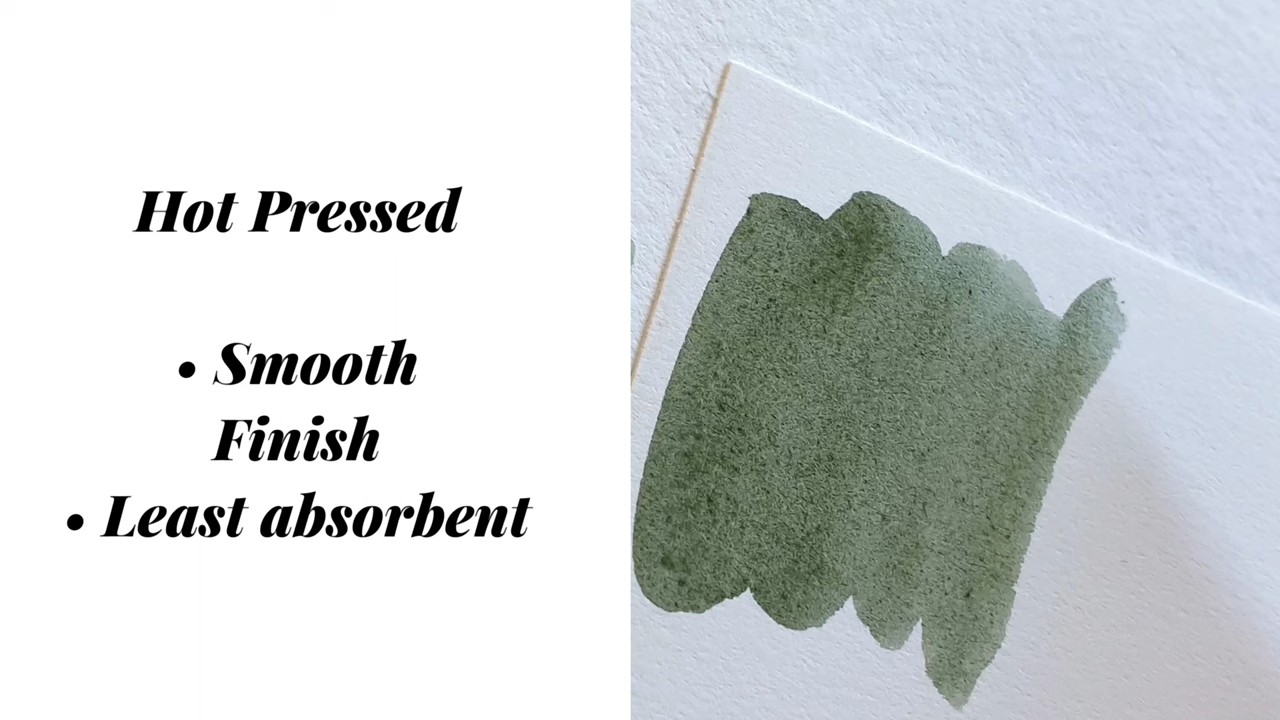 Hot Pressed
• Smooth
Finish
• Least absorbent